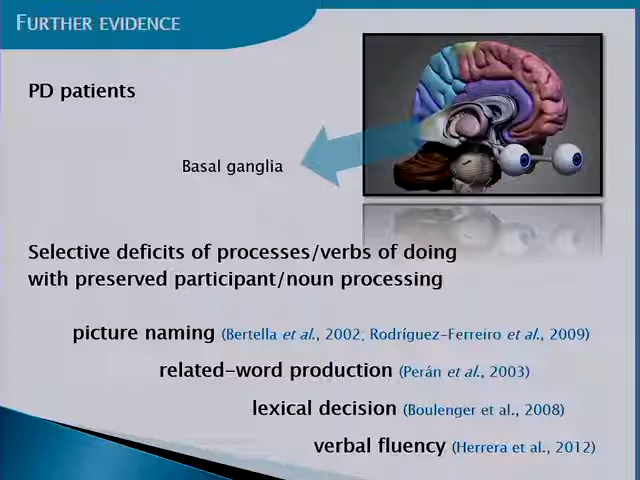 FURTHER EVIDENCE
PD patients
Basal ganglia
Selective deficits of processes/verbs of doing
with preserved participant/noun processing
picture naming (Bertella et al., 2002; Rodríguez-Ferreiro et al., 2009)
related-word production (Perán et al., 2003)
lexical decision (Boulenger et al., 2008)
verbal fluency (Herrera et al., 2012)